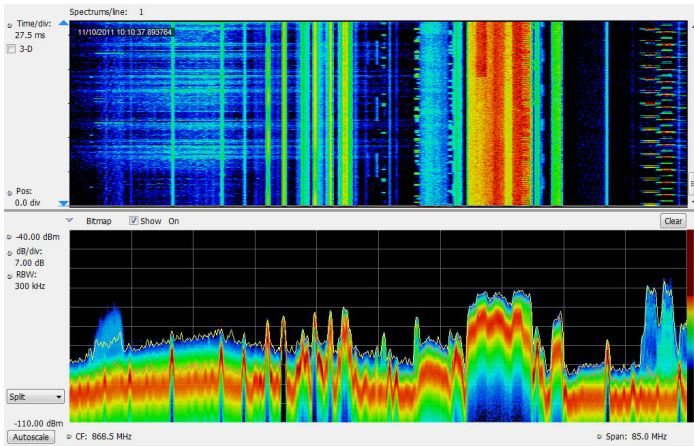 Spectrums/line: 1
Time/div:
27.5 ms
3-D
11/10/2011 10:10:37.893764
Pos:
0.0 div
Bitmap Show On Clear
-40.00 dBm
dB/div:
7.00 dB
RBW:
300 kHz
Split
-110.00 dBm
Autoscale CF: 868.5 MHz Span: 85.0 MHz